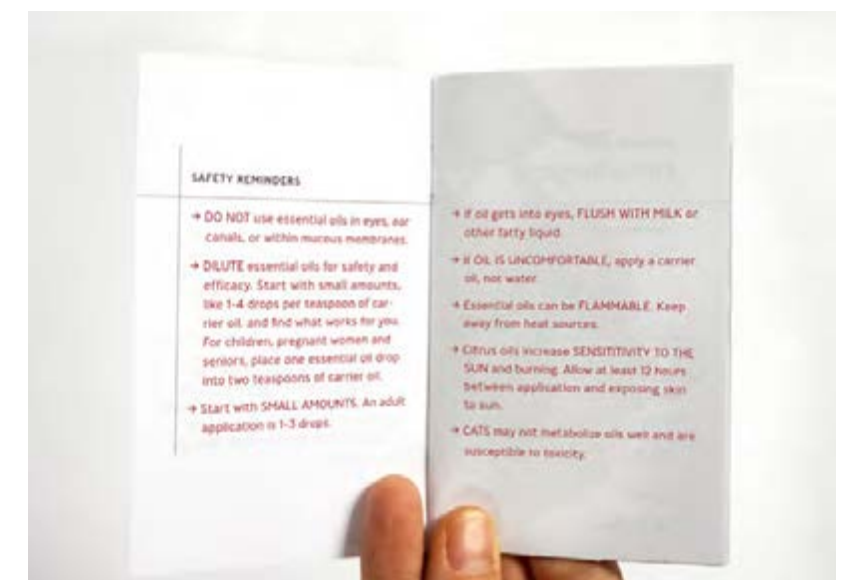 SAFETY REMINDERS
→ DO NOT use essential oils in eyes, ear
canals, or within mucous membranes.
→ DILUTE essential oils for safety and
efficacy. Start with small amounts,
like 1-4 drops per teaspoon of car-
rier oil, and find what works for you.
For children, pregnant women and
seniors, place one essential oil drop
into two teaspoons of carrier oil.
→ Start with SMALL AMOUNTS. An adult
application is 1-3 drops.
→ If oil gets into eyes, FLUSH WITH MILK or
other fatty liquid.
→ If OIL IS UNCOMFORTABLE, apply a carrier
oil, not water.
→ Essential oils can be FLAMMABLE. Keep
away from heat sources.
→ Citrus oils increase SENSITITIVITY TO THE
SUN and burning. Allow at least 12 hours
between application and exposing skin
to sun.
→ CATS may not metabolize oils well and are
susceptible to toxicity.